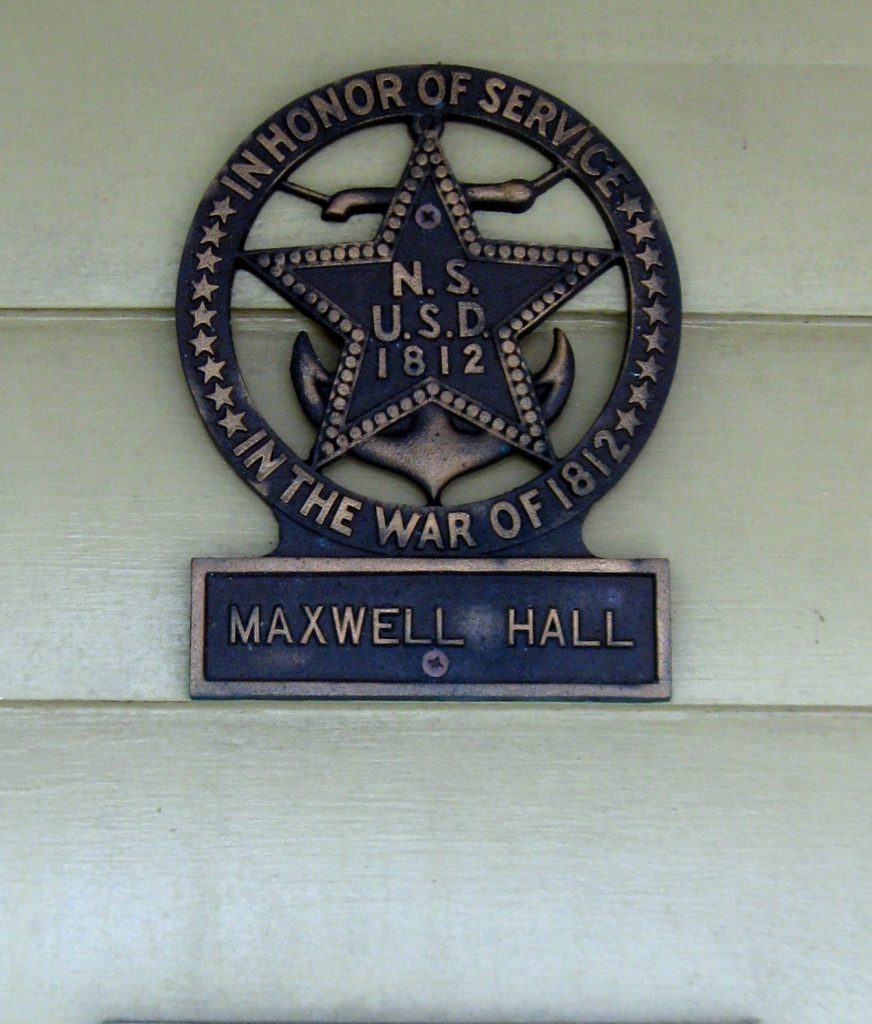 IN HONOR OF SERVICE
N. S.
U.S.D.
1812
IN THE WAR OF 1812
MAXWELL HALL